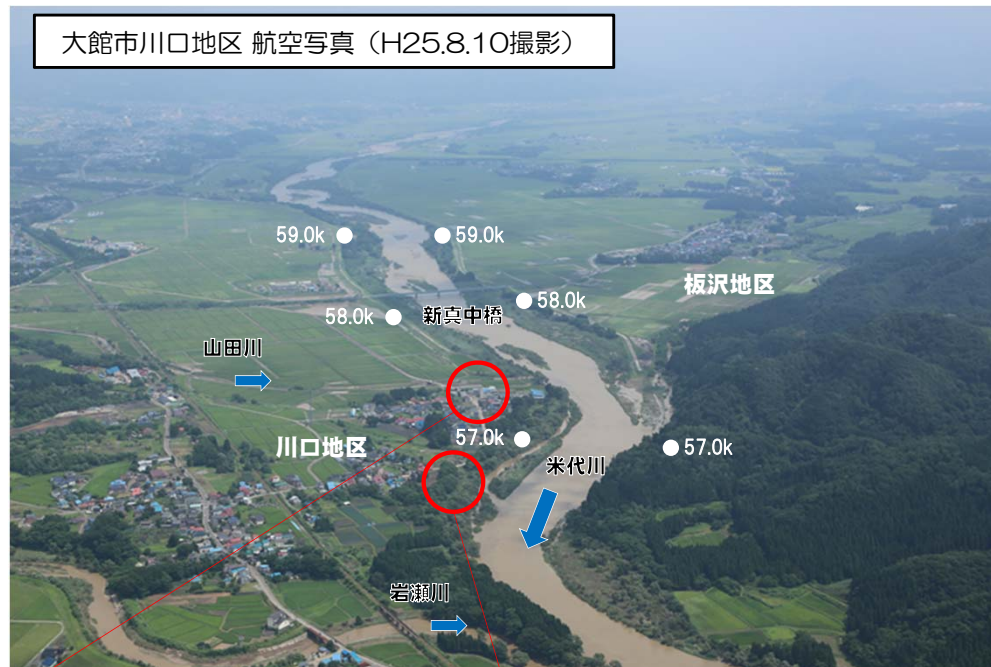 大館市川口地区 航空写真（H25.8.10撮影）
59.0k
59.0k
板沢地区
58.0k
58.0k
新真中橋
山田川
川口地区
57.0k
57.0k
米代川
岩瀬川